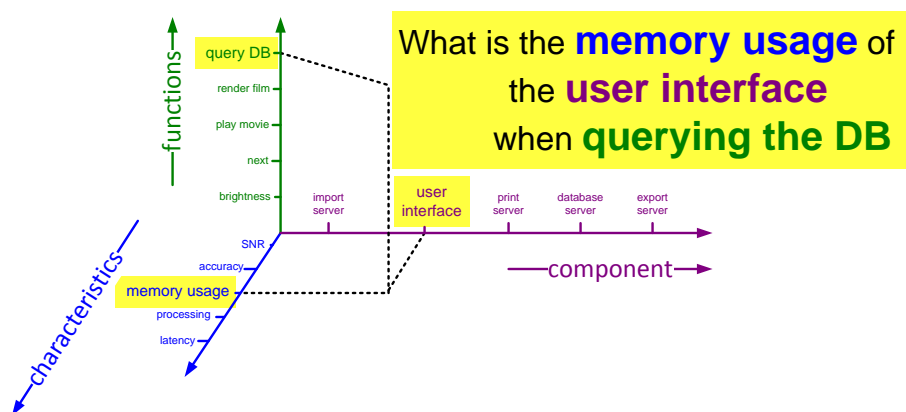 What is the memory usage of
the user interface
when querying the DB
functions
query DB
render film
play movie
next
brightness
import
server
user
interface
print
server
database
server
export
server
component
SNR
accuracy
memory usage
processing
latency
characteristics